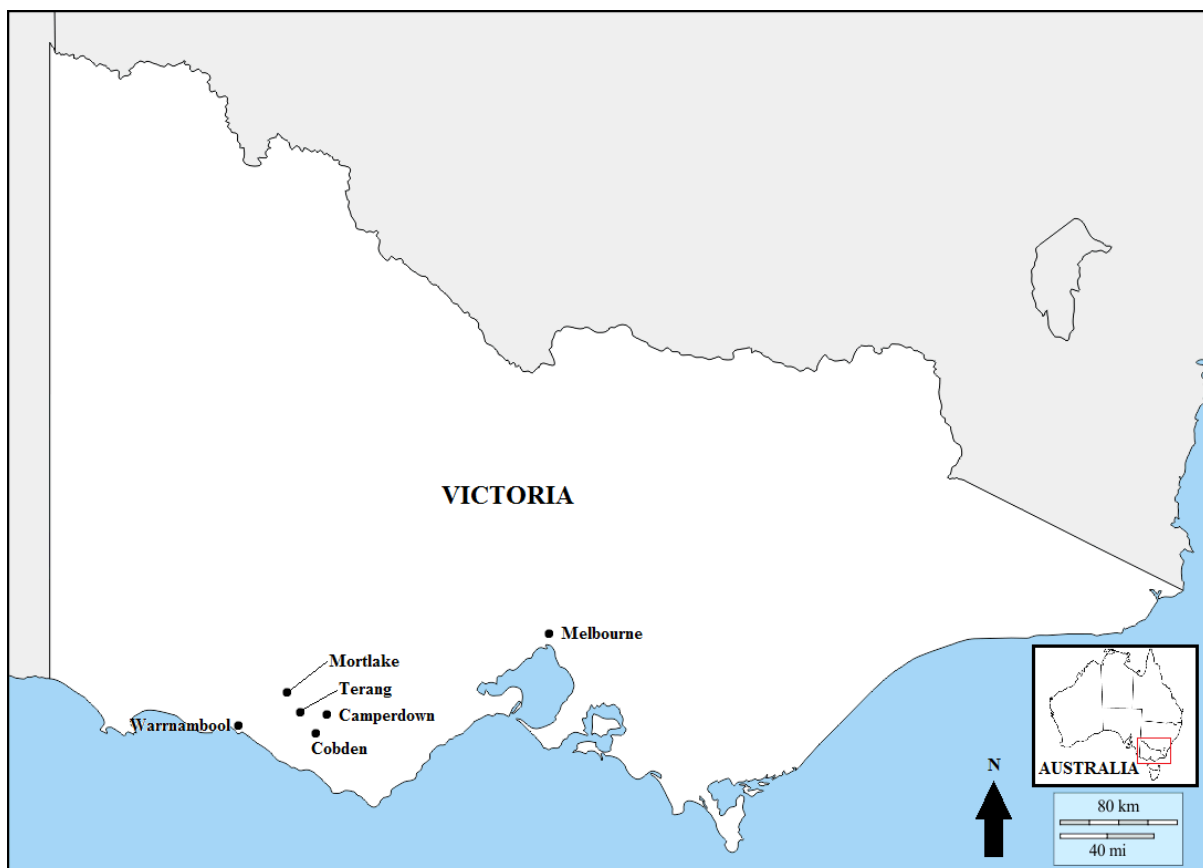 VICTORIA
Melbourne
Mortlake
Terang
Warrnambool
Camperdown
Cobden
AUSTRALIA
N
80 km
40 mi